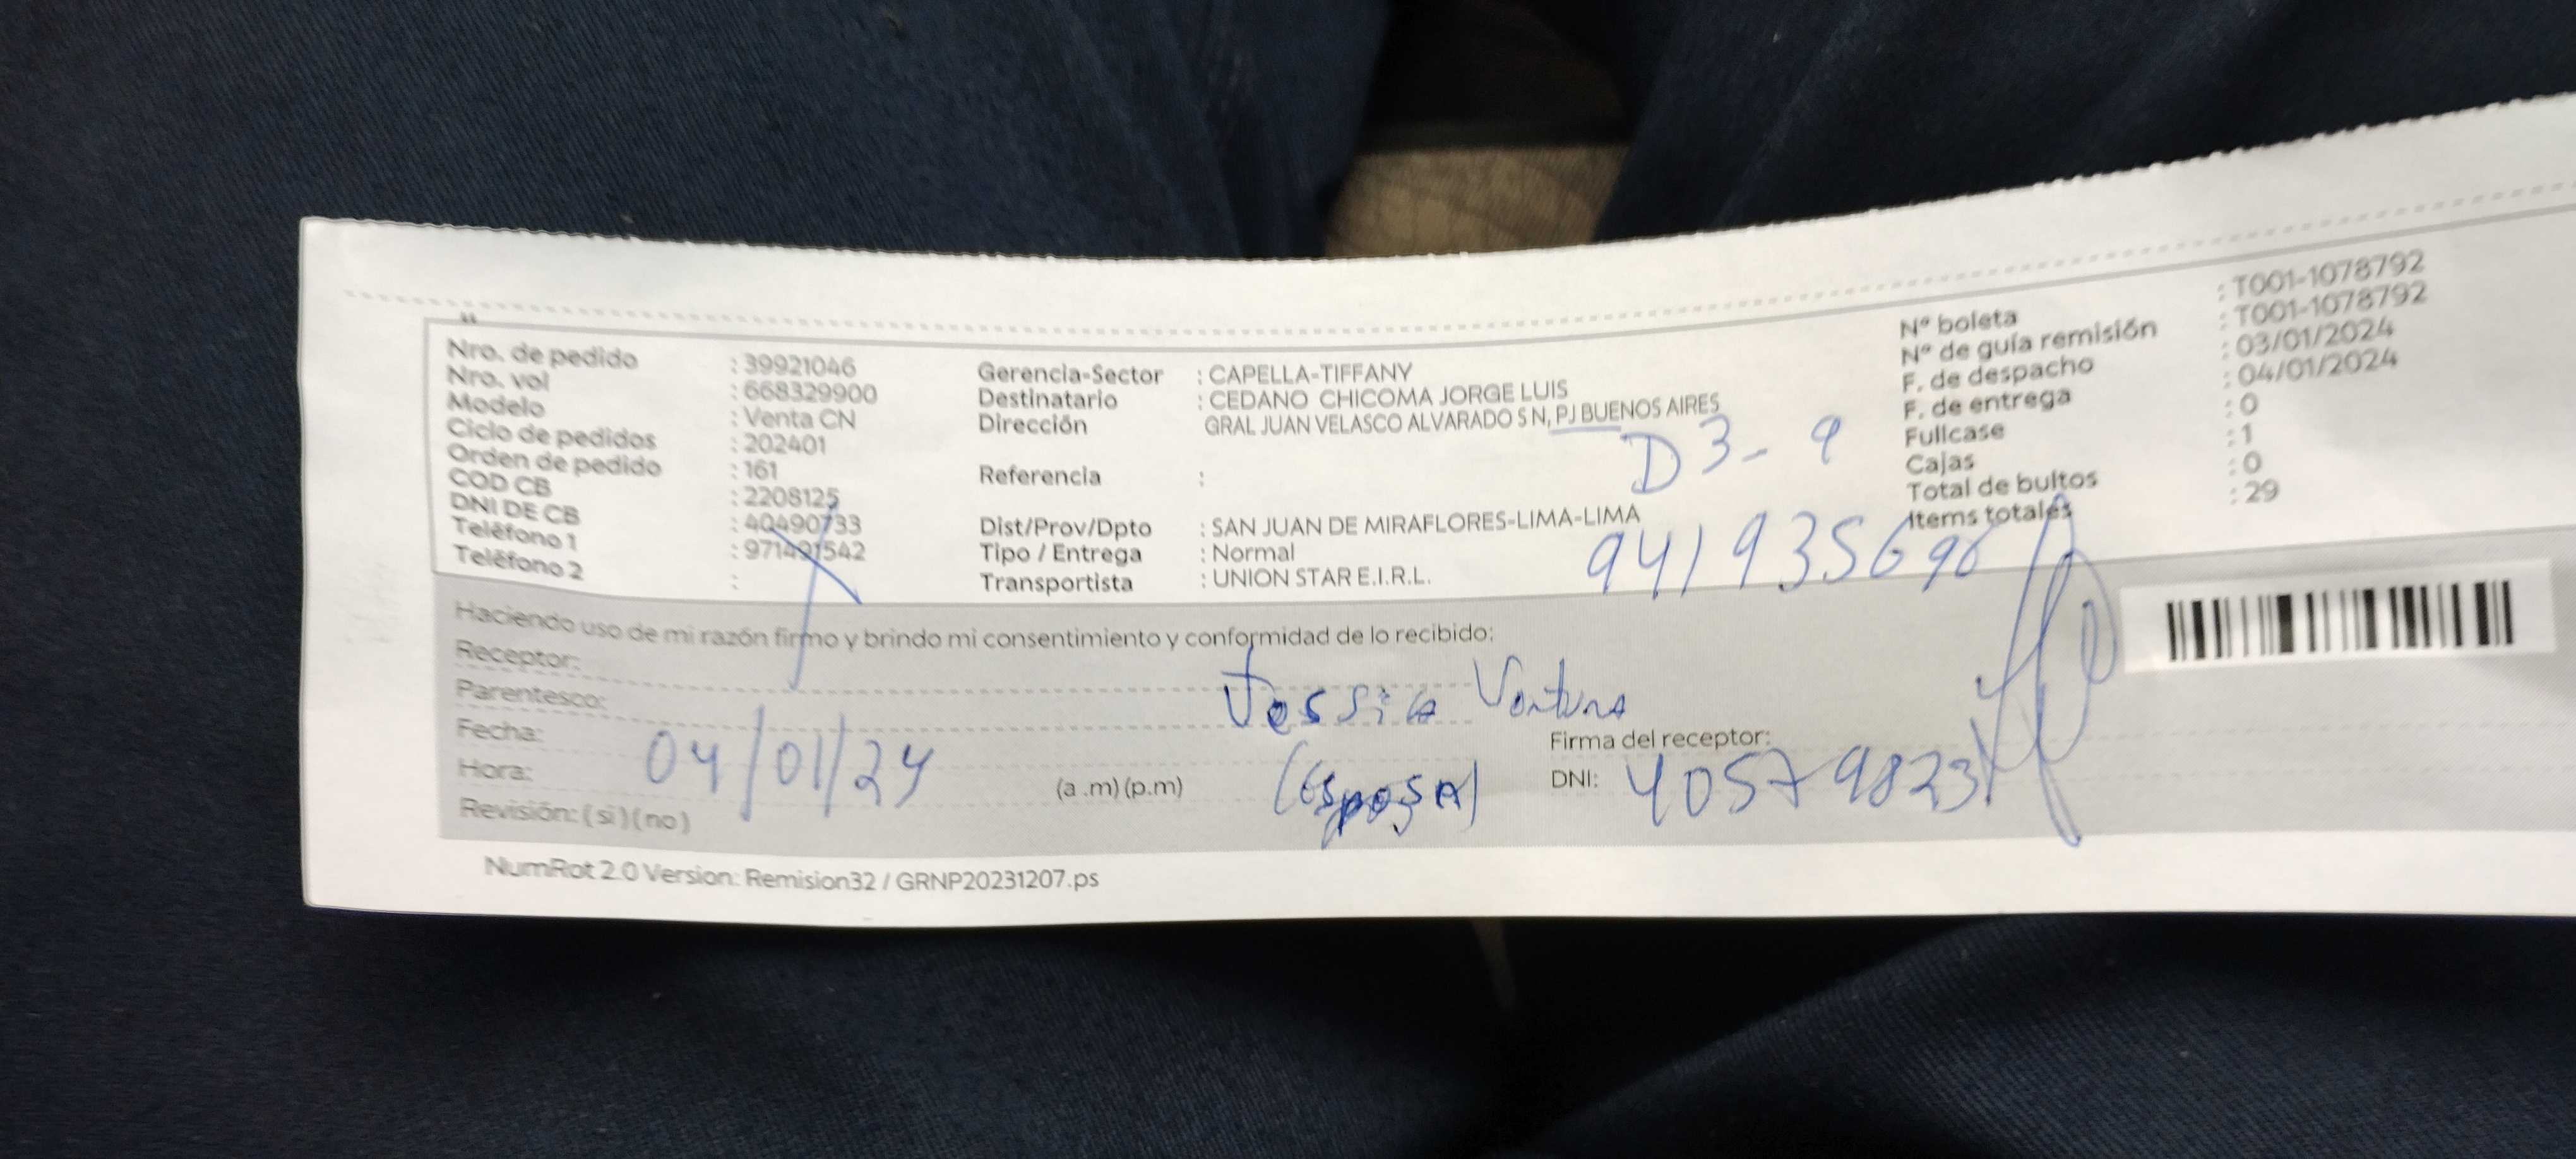 Nro. de pedido : 39921046
Nro. vol : 668329900
Modelo : Venta CN
Ciclo de pedidos : 202401
Orden de pedido : 161
COD CB : 2208125
DNI DE CB : 40490733
Teléfono 1 : 971491542
Teléfono 2 :
Gerencia-Sector : CAPELLA-TIFFANY
Destinatario : CEDANO CHICOMA JORGE LUIS
Dirección GRAL JUAN VELASCO ALVARADO S N, PJ BUENOS AIRES
D3-9
Referencia :
Dist/Prov/Dpto : SAN JUAN DE MIRAFLORES-LIMA-LIMA
Tipo / Entrega : Normal
Transportista : UNION STAR E.I.R.L.
941935696
Nº boleta : T001-1078792
Nº de guía remisión : T001-1078792
F. de despacho : 03/01/2024
F. de entrega : 04/01/2024
Fullcase : 0
Cajas : 1
Total de bultos : 0
Items totales : 29
Haciendo uso de mi razón firmo y brindo mi consentimiento y conformidad de lo recibido:
Receptor:
Parentesco: Jessica Ventura
Fecha: 04/01/24
Firma del receptor:
Hora: (a .m) (p.m) (Esposa) DNI: 40579823
Revisión: ( si ) ( no )
NumRot 2.0 Version: Remision32 / GRNP20231207.ps